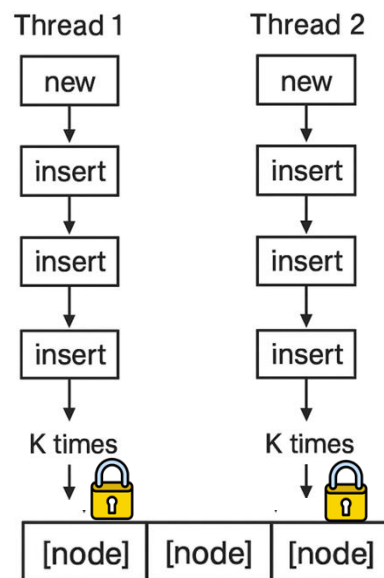 Thread 1 Thread 2
new new
insert insert
insert insert
insert insert
K times K times
[node] [node] [node]